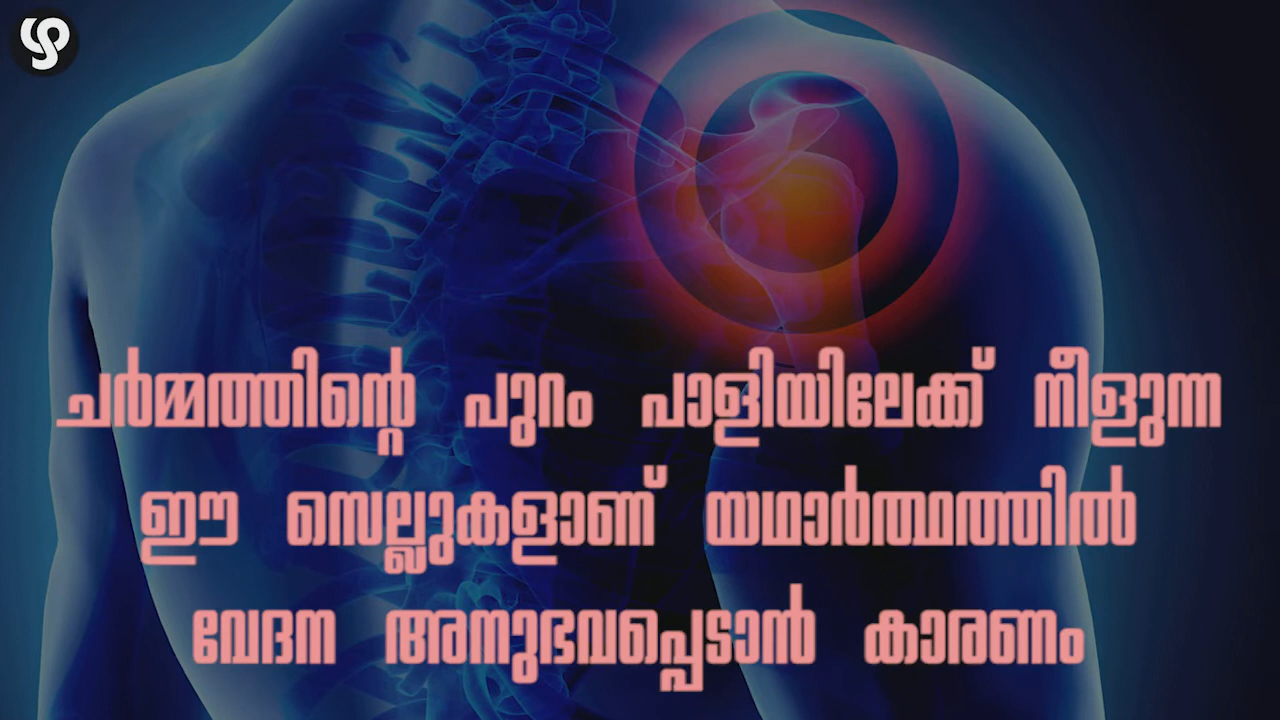 ചർമ്മത്തിന്റെ പുറം പാളിയിലേക്ക് നീളുന്ന
ഈ സെല്ലുകളാണ് യഥാർത്ഥത്തിൽ
വേദന അനുഭവപ്പെടാൻ കാരണം